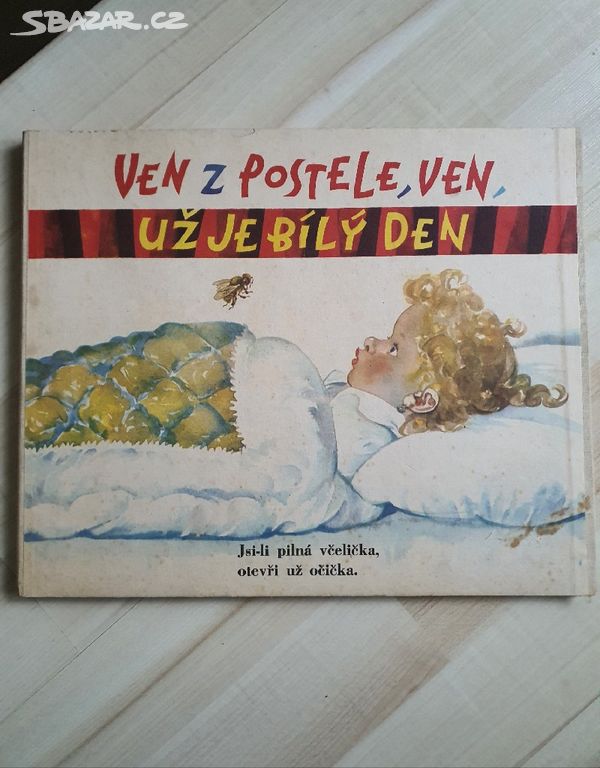 SBAZAR.CZ
VEN Z POSTELE, VEN,
UŽ JE BÍLÝ DEN
Jsi-li pilná včelička,
otevři už očička.